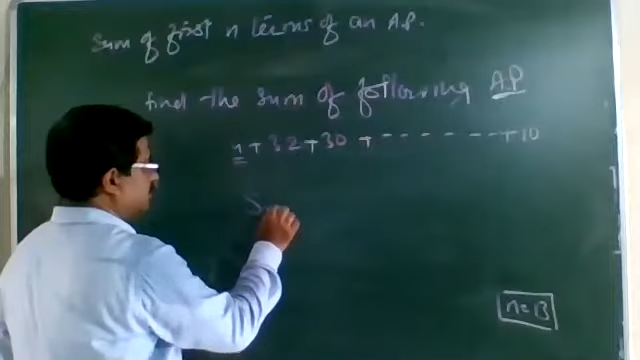 Sum of first n terms of an A.P.
find the sum of following AP
+ 32 + 30 + - - - - - - - + 10
S
n = 13